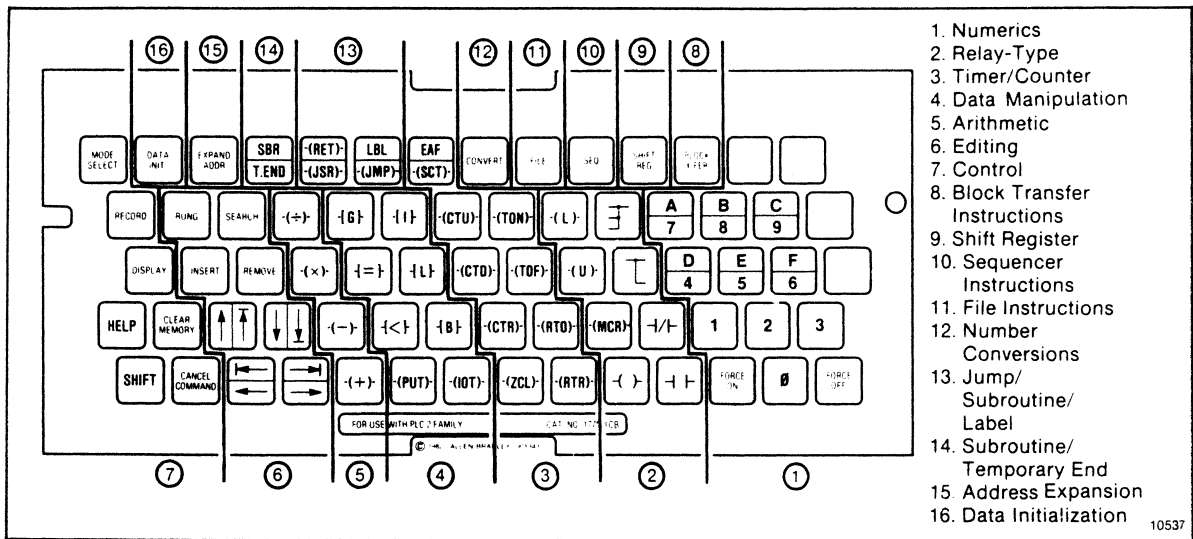 16 15 14 13 12 11 10 9 8
MODE SELECT
DATA INIT
EXPAND ADDR
SBR
T.END
-(RET)-
-(JSR)-
LBL
-(JMP)-
EAF
-(SCT)-
CONVERT
FILE
SEQ
SHIFT REG
RECORD
RUNG
SEARCH
-(÷)-
-[G]-
-[I]-
-(CTU)-
-(TON)-
-(L)-
A
7
B
8
C
9
DISPLAY
INSERT
REMOVE
-(×)-
-[=]-
-[L]-
-(CTD)-
-(TOF)-
-(U)-
D
4
E
5
F
6
HELP
CLEAR MEMORY
-(−)-
-[<]-
-[B]-
-(CTR)-
-(RTO)-
-(MCR)-
-|/|-
1
2
3
SHIFT
CANCEL COMMAND
-(+)-
-(PUT)-
-(IOT)-
-(ZCL)-
-(RTR)-
-( )-
-| |-
FORCE ON
Ø
FORCE OFF
FOR USE WITH PLC 2 FAMILY CAT. NO.
© ALLEN BRADLEY
7 6 5 4 3 2 1
1. Numerics
2. Relay-Type
3. Timer/Counter
4. Data Manipulation
5. Arithmetic
6. Editing
7. Control
8. Block Transfer
Instructions
9. Shift Register
10. Sequencer
Instructions
11. File Instructions
12. Number
Conversions
13. Jump/
Subroutine/
Label
14. Subroutine/
Temporary End
15. Address Expansion
16. Data Initialization
10537